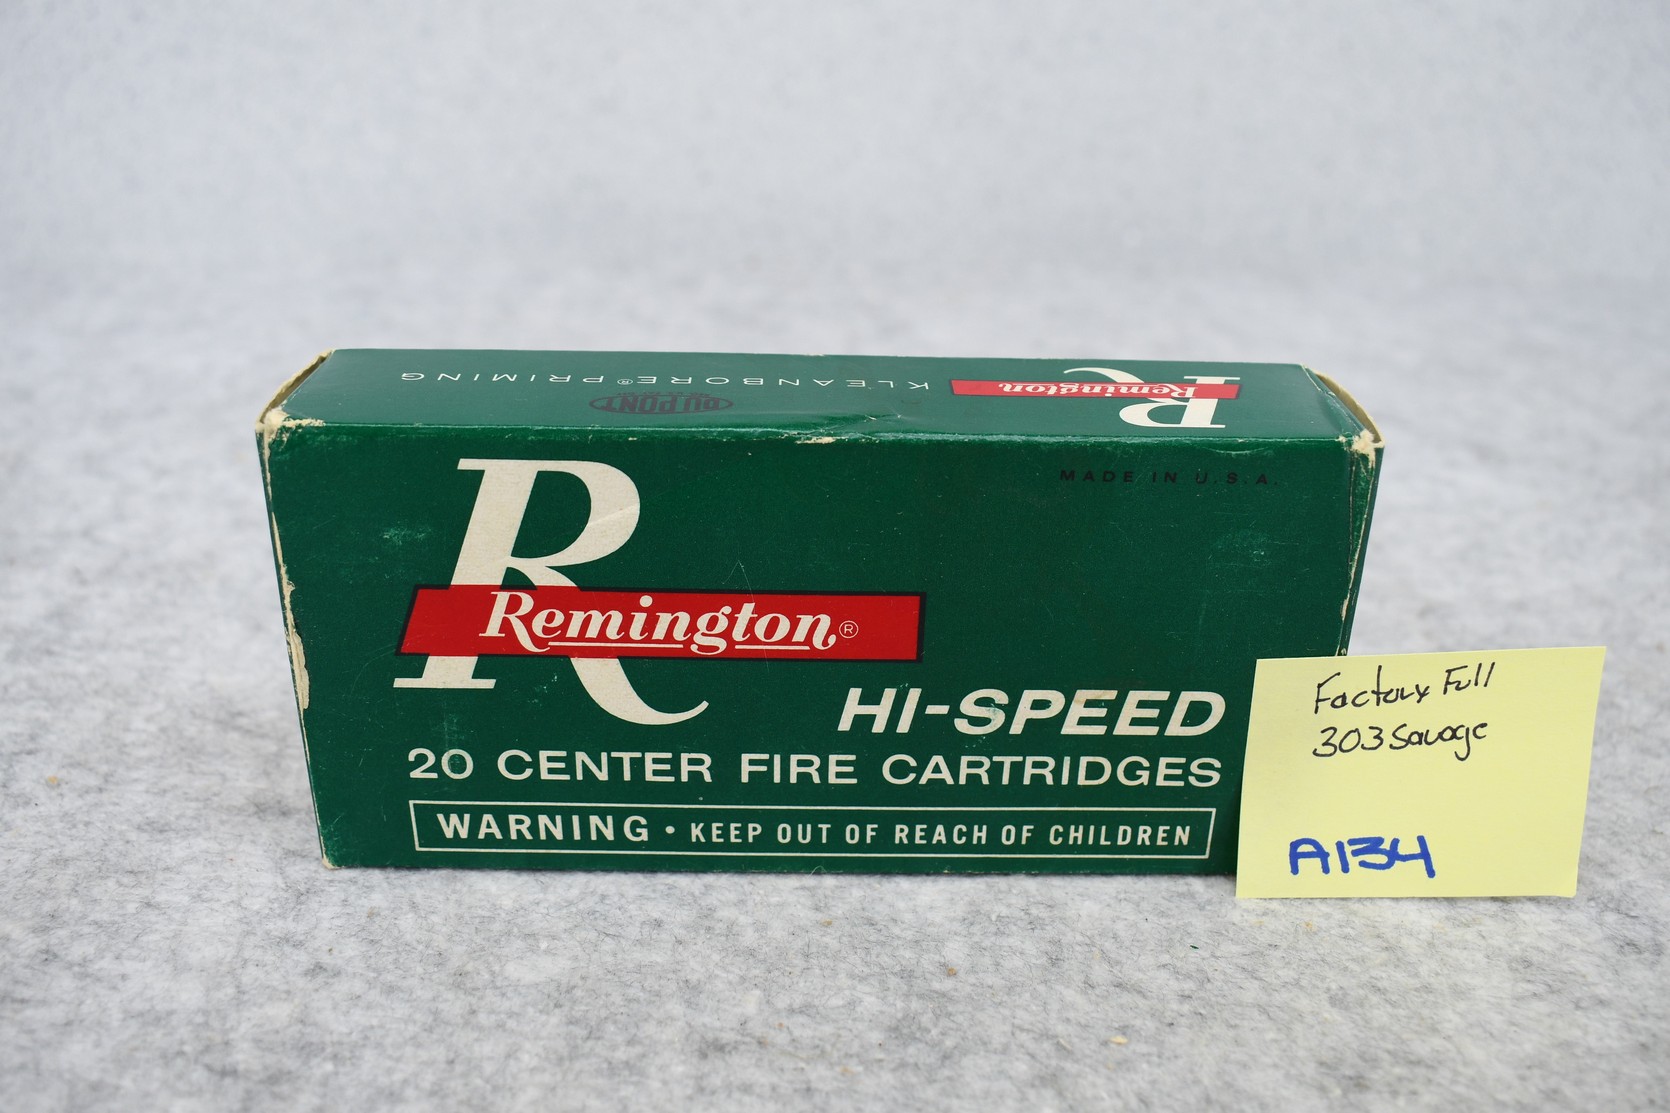 KLEANBORE® PRIMING
DU PONT
R
Remington
MADE IN U.S.A.
R
Remington®
HI-SPEED
20 CENTER FIRE CARTRIDGES
WARNING • KEEP OUT OF REACH OF CHILDREN
Factory Full
303 Savage
A134